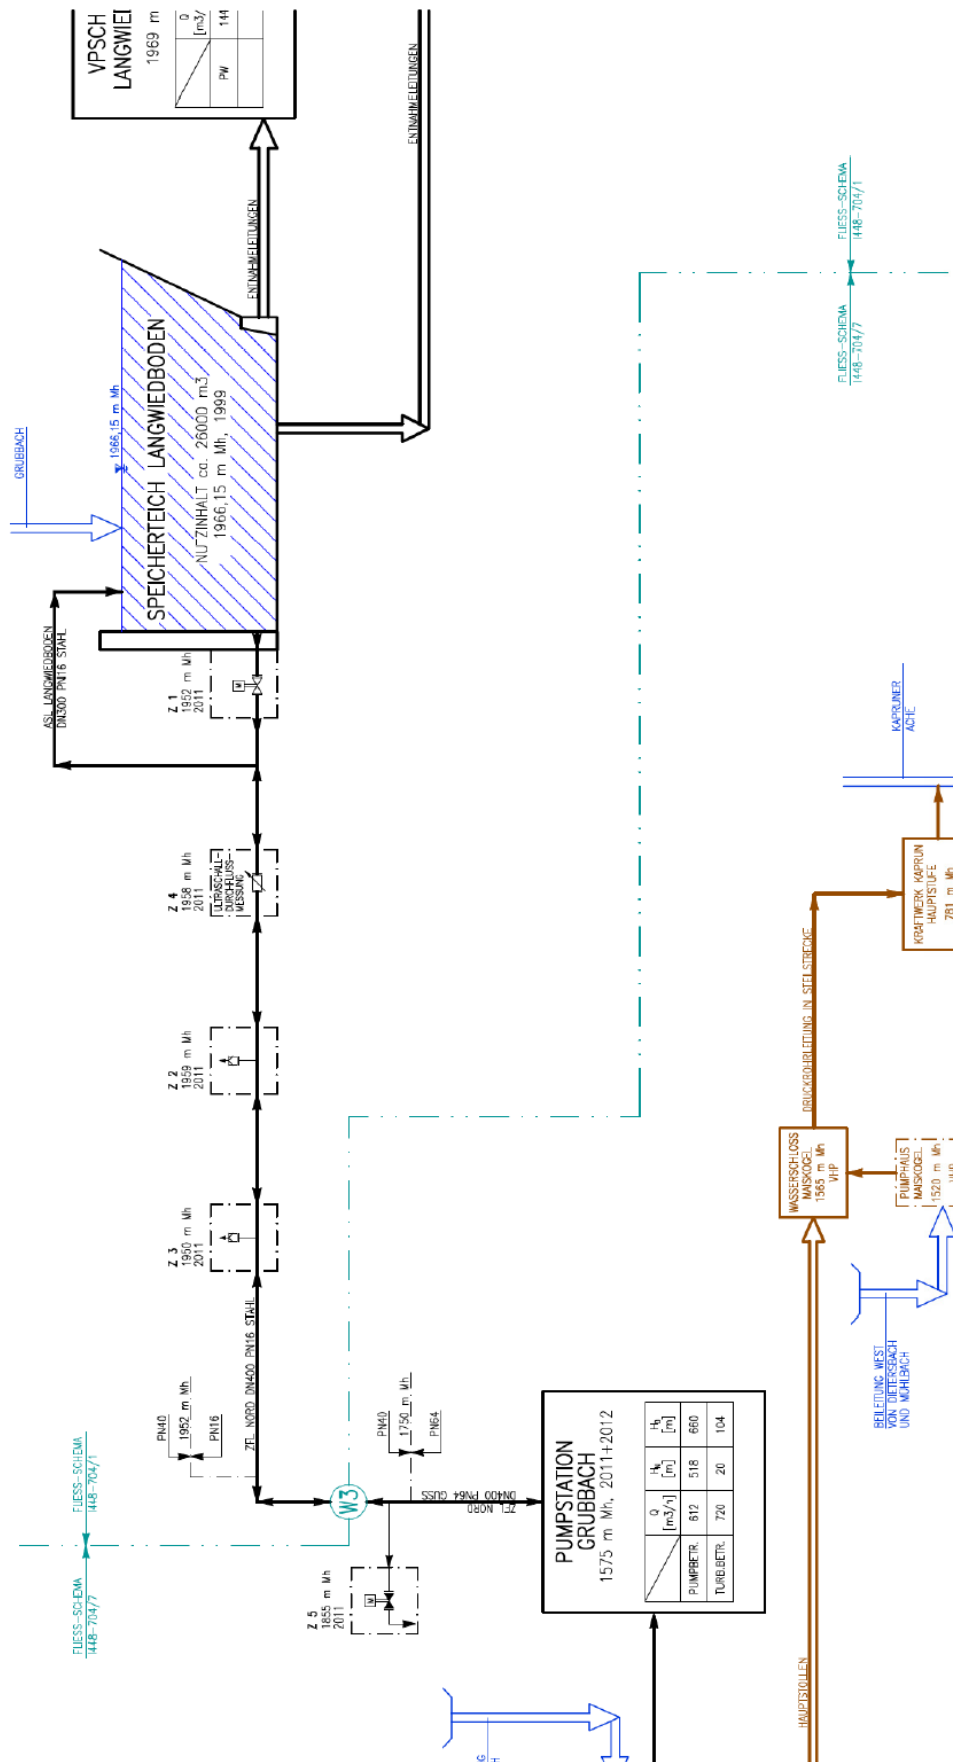 VPSCH
LANGWIE
1969 m
Q
[m3/
PW
144
ENTNAHMELEITUNGEN
ENTNAHMELEITUNGEN
FLIESS-SCHEMA
1448-704/1
FLIESS-SCHEMA
1448-704/7
GRUBBACH
1966,15 m Mh
SPEICHERTEICH LANGWIEDBODEN
NUTZINHALT ca. 26000 m3
1966,15 m Mh, 1999
ASL LANGWIEDBODEN
DN300 PN16 STAHL
Z 1
1952 m Mh
2011
M
KAPRUNER
ACHE
Z 4
1958 m Mh
2011
ULTRASCHALL-
DURCHFLUSS-
MESSUNG
KRAFTWERK KAPRUN
HAUPTSTUFE
781 m Mh
DRUCKROHRLEITUNG IN STEILSTRECKE
Z 2
1959 m Mh
2011
WASSERSCHLOSS
MAISKOGEL
1565 m Mh
VHP
PUMPHAUS
MAISKOGEL
1520 m Mh
Z 3
1950 m Mh
2011
ZFL NORD DN400 PN16 STAHL
BEILEITUNG WEST
VON DIETERSBACH
UND MÜHLBACH
PN40
1952 m Mh
PN16
PN40
1750 m Mh
PN64
FLIESS-SCHEMA
1448-704/1
FLIESS-SCHEMA
1448-704/7
W3
ZFL NORD
DN400 PN64 GUSS
Z 5
1855 m Mh
2011
M
PUMPSTATION
GRUBBACH
1575 m Mh, 2011+2012
Q
[m3/h]
[m]
[m]
PUMPBETR.
612
518
660
TURB.BETR.
720
20
104
HAUPTSTOLLEN